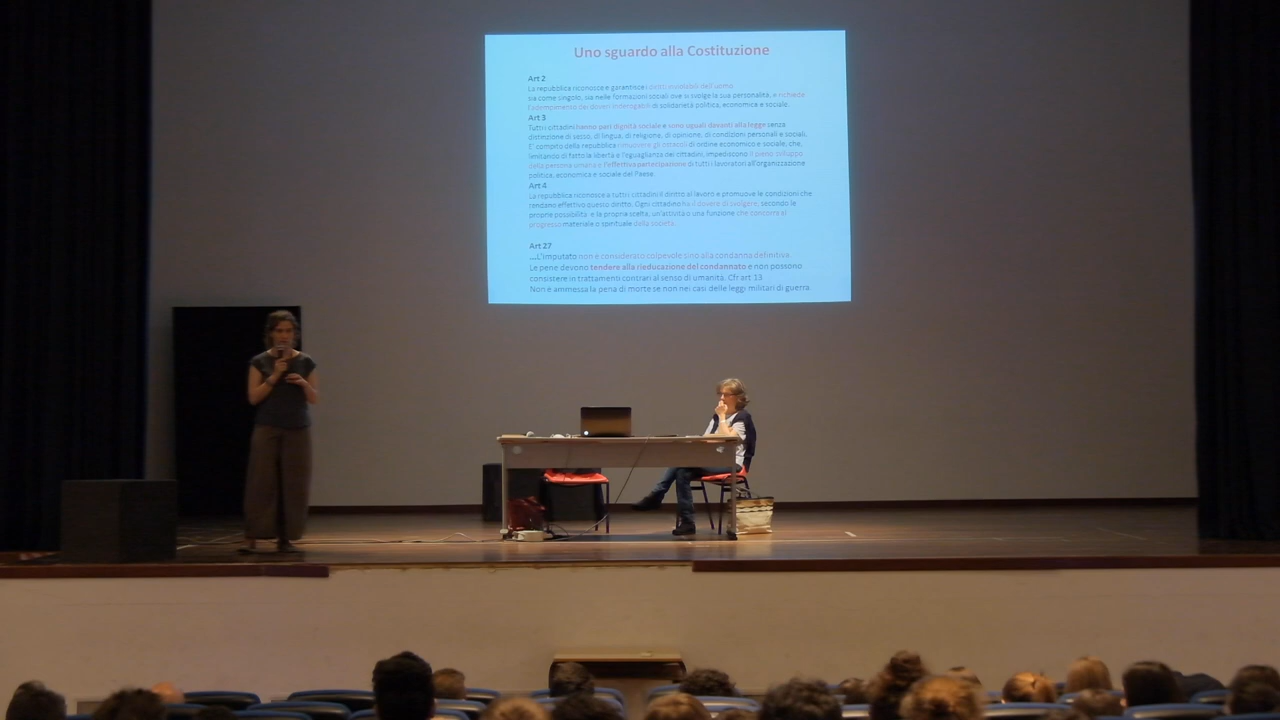 Uno sguardo alla Costituzione
Art 2
La repubblica riconosce e garantisce i diritti inviolabili dell'uomo
sia come singolo, sia nelle formazioni sociali ove si svolge la sua personalità, e richiede
l'adempimento dei doveri inderogabili di solidarietà politica, economica e sociale.
Art 3
Tutti i cittadini hanno pari dignità sociale e sono uguali davanti alla legge senza
distinzione di sesso, di lingua, di religione, di opinione, di condizioni personali e sociali.
E' compito della repubblica rimuovere gli ostacoli di ordine economico e sociale, che,
limitando di fatto la libertà e l'eguaglianza dei cittadini, impediscono il pieno sviluppo
della persona umana e l'effettiva partecipazione di tutti i lavoratori all'organizzazione
politica, economica e sociale del Paese.
Art 4
La repubblica riconosce a tutti i cittadini il diritto al lavoro e promuove le condizioni che
rendano effettivo questo diritto. Ogni cittadino ha il dovere di svolgere, secondo le
proprie possibilità e la propria scelta, un'attività o una funzione che concorra al
progresso materiale o spirituale della società.
Art 27
....L'imputato non è considerato colpevole sino alla condanna definitiva.
Le pene devono tendere alla rieducazione del condannato e non possono
consistere in trattamenti contrari al senso di umanità. Cfr art 13
Non è ammessa la pena di morte se non nei casi delle leggi militari di guerra.